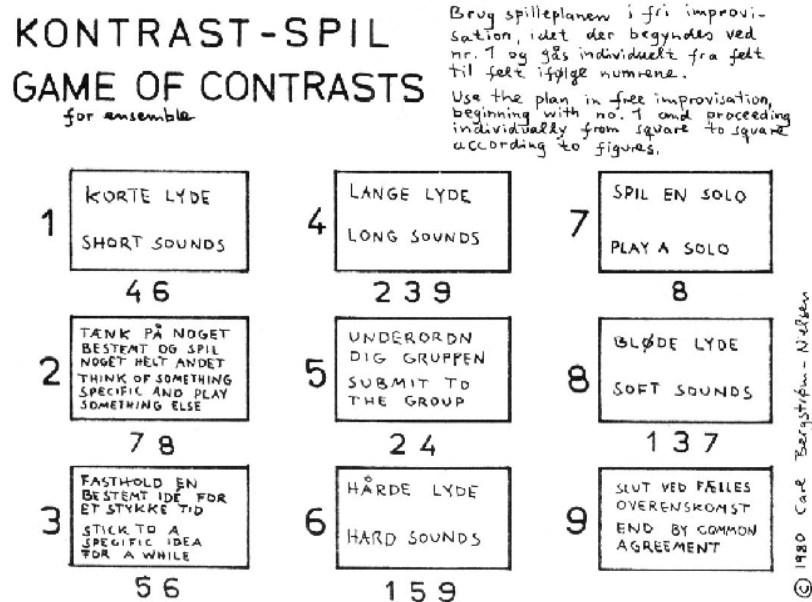 KONTRAST-SPIL
GAME OF CONTRASTS
for ensemble
Brug spilleplanen i fri improvi-
sation, idet der begyndes ved
nr. 1 og gås individuelt fra felt
til felt ifølge numrene.
Use the plan in free improvisation,
beginning with no. 1 and proceeding
individually from square to square
according to figures.
1
KORTE LYDE
SHORT SOUNDS
4 6
4
LANGE LYDE
LONG SOUNDS
2 3 9
7
SPIL EN SOLO
PLAY A SOLO
8
2
TÆNK PÅ NOGET
BESTEMT OG SPIL
NOGET HELT ANDET
THINK OF SOMETHING
SPECIFIC AND PLAY
SOMETHING ELSE
7 8
5
UNDERORDN
DIG GRUPPEN
SUBMIT TO
THE GROUP
2 4
8
BLØDE LYDE
SOFT SOUNDS
1 3 7
3
FASTHOLD EN
BESTEMT IDÉ FOR
ET STYKKE TID
STICK TO A
SPECIFIC IDEA
FOR A WHILE
5 6
6
HÅRDE LYDE
HARD SOUNDS
1 5 9
9
SLUT VED FÆLLES
OVERENSKOMST
END BY COMMON
AGREEMENT
© 1980 Carl Bergstrøm-Nielsen